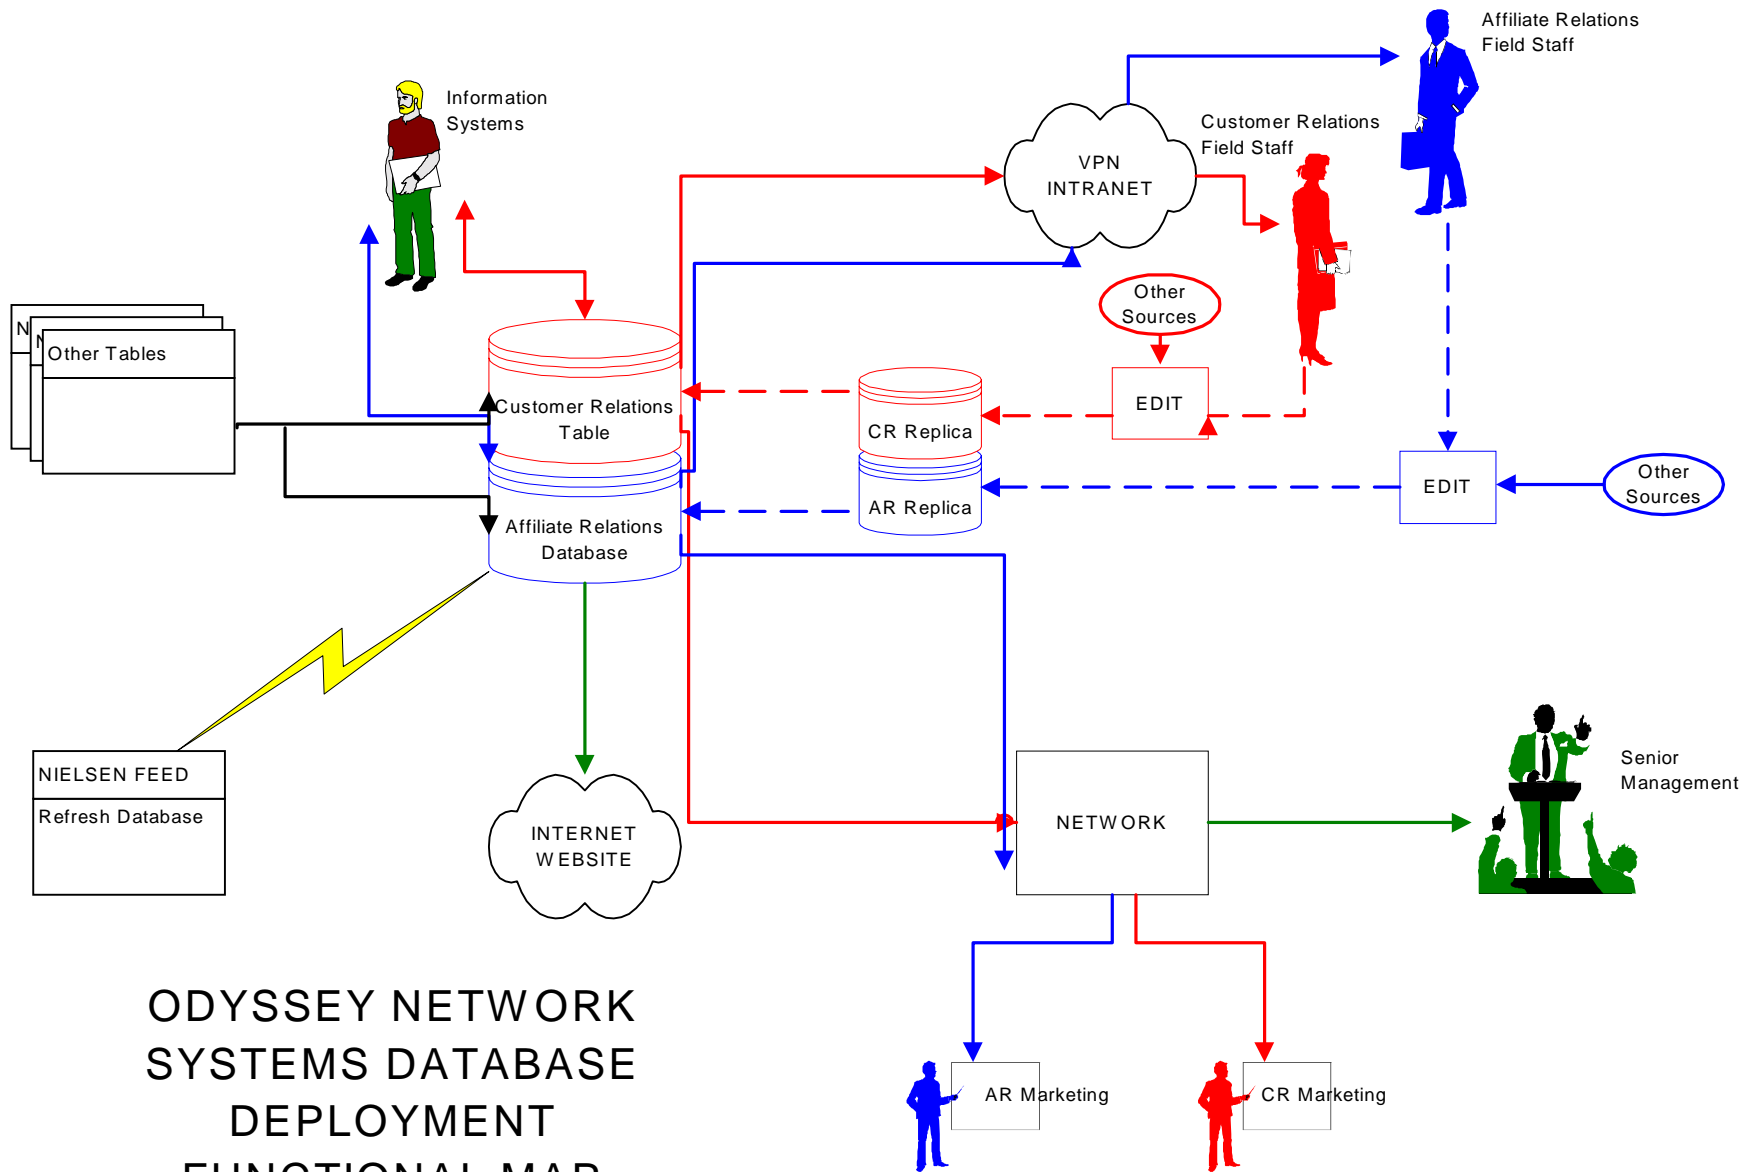 Affiliate Relations
Field Staff
Information
Systems
Customer Relations
Field Staff
VPN
INTRANET
Other
Sources
N
N
Other Tables
EDIT
Customer Relations
Table
CR Replica
Other
Sources
EDIT
AR Replica
Affiliate Relations
Database
NIELSEN FEED
Refresh Database
INTERNET
WEBSITE
NETWORK
Senior
Management
ODYSSEY NETWORK
SYSTEMS DATABASE
DEPLOYMENT
FUNCTIONAL MAP
AR Marketing
CR Marketing